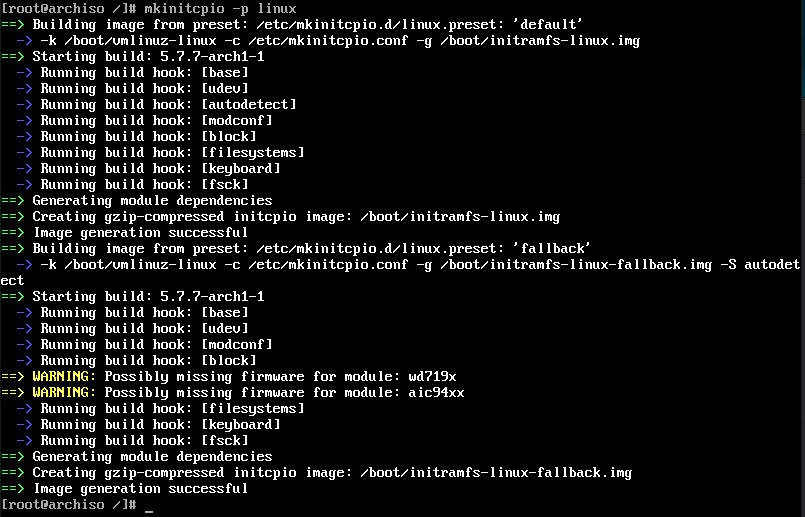 [root@archiso /]# mkinitcpio -p linux
==> Building image from preset: /etc/mkinitcpio.d/linux.preset: 'default'
  -> -k /boot/vmlinuz-linux -c /etc/mkinitcpio.conf -g /boot/initramfs-linux.img
==> Starting build: 5.7.7-arch1-1
  -> Running build hook: [base]
  -> Running build hook: [udev]
  -> Running build hook: [autodetect]
  -> Running build hook: [modconf]
  -> Running build hook: [block]
  -> Running build hook: [filesystems]
  -> Running build hook: [keyboard]
  -> Running build hook: [fsck]
==> Generating module dependencies
==> Creating gzip-compressed initcpio image: /boot/initramfs-linux.img
==> Image generation successful
==> Building image from preset: /etc/mkinitcpio.d/linux.preset: 'fallback'
  -> -k /boot/vmlinuz-linux -c /etc/mkinitcpio.conf -g /boot/initramfs-linux-fallback.img -S autodet
ect
==> Starting build: 5.7.7-arch1-1
  -> Running build hook: [base]
  -> Running build hook: [udev]
  -> Running build hook: [modconf]
  -> Running build hook: [block]
==> WARNING: Possibly missing firmware for module: wd719x
==> WARNING: Possibly missing firmware for module: aic94xx
  -> Running build hook: [filesystems]
  -> Running build hook: [keyboard]
  -> Running build hook: [fsck]
==> Generating module dependencies
==> Creating gzip-compressed initcpio image: /boot/initramfs-linux-fallback.img
==> Image generation successful
[root@archiso /]# _